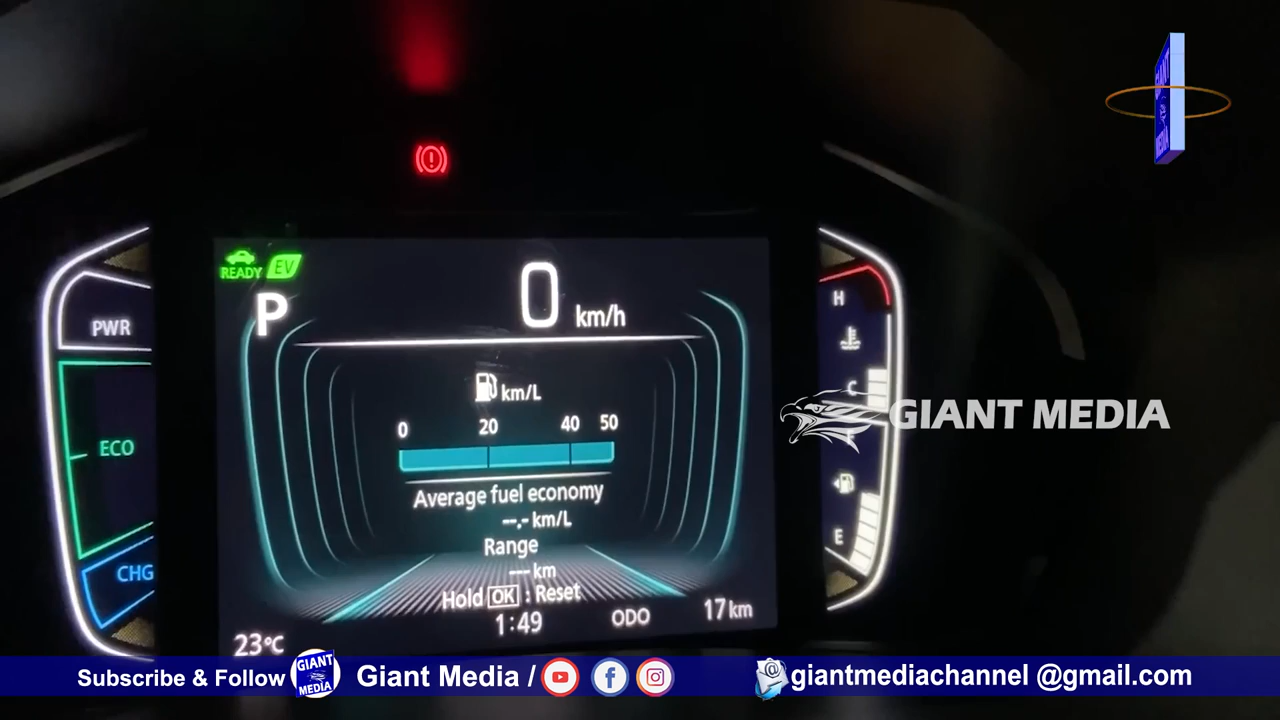 GIANT
MEDIA
READY EV
P
0 km/h
PWR
ECO
CHG
H
C
E
km/L
0 20 40 50
Average fuel economy
--.- km/L
Range
--- km
Hold OK : Reset
23°C
1:49
ODO
17 km
GIANT MEDIA
Subscribe & Follow
GIANT
MEDIA
Giant Media /
giantmediachannel @gmail.com